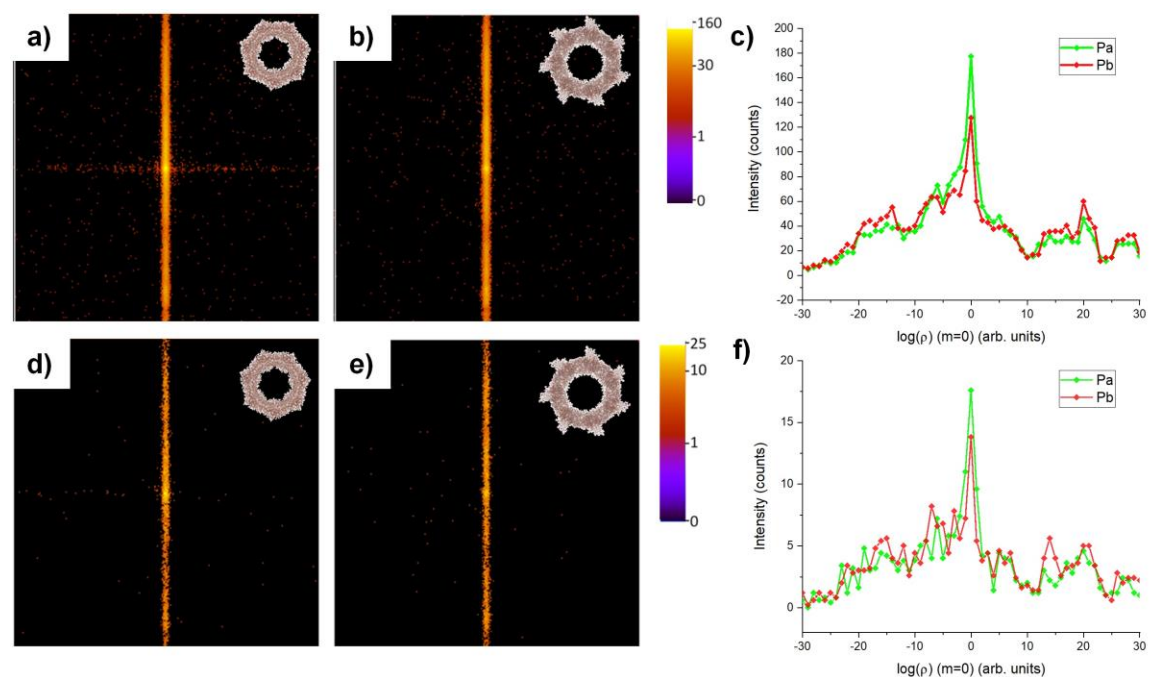 a)
160
30
1
0
b)
c)
200
180
160
140
120
100
80
60
40
20
0
-20
Intensity (counts)
Pa
Pb
-30 -20 -10 0 10 20 30
log(ρ) (m=0) (arb. units)
d)
e)
25
10
1
0
f)
20
15
10
5
0
Intensity (counts)
Pa
Pb
-30 -20 -10 0 10 20 30
log(ρ) (m=0) (arb. units)